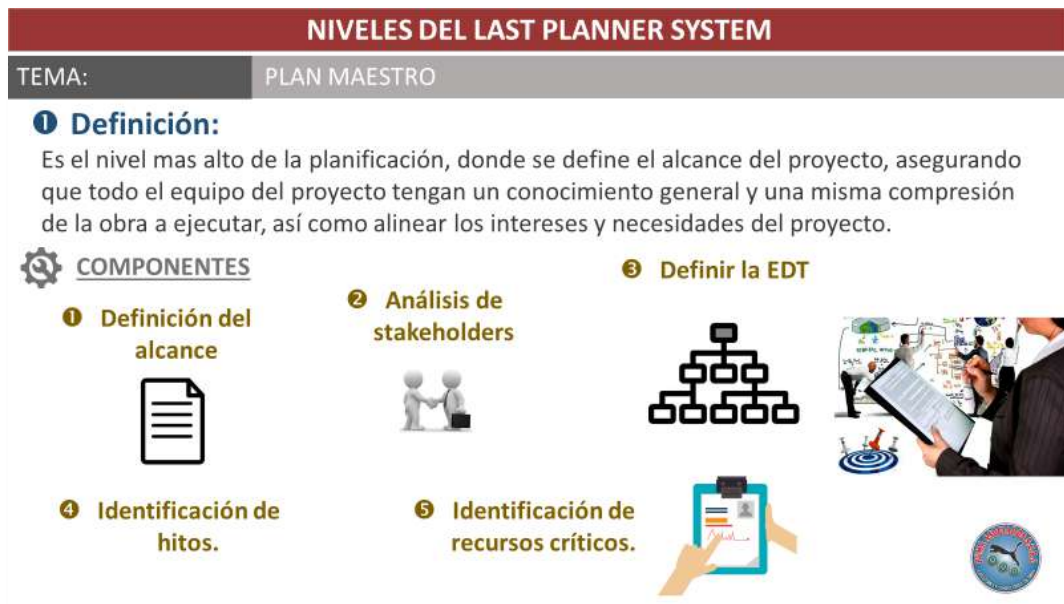 NIVELES DEL LAST PLANNER SYSTEM
TEMA:
PLAN MAESTRO
❶ Definición:
Es el nivel mas alto de la planificación, donde se define el alcance del proyecto, asegurando
que todo el equipo del proyecto tengan un conocimiento general y una misma compresión
de la obra a ejecutar, así como alinear los intereses y necesidades del proyecto.
COMPONENTES
❶ Definición del
alcance
❷ Análisis de
stakeholders
❸ Definir la EDT
❹ Identificación de
hitos.
❺ Identificación de
recursos críticos.